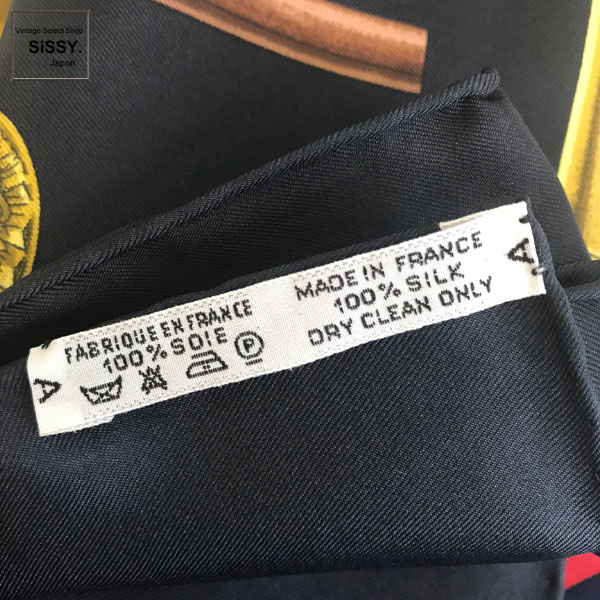 Vintage Select Shop
SiSSY.
Japan
FABRIQUE EN FRANCE
100% SOIE
A
MADE IN FRANCE
100% SILK
DRY CLEAN ONLY
A
P